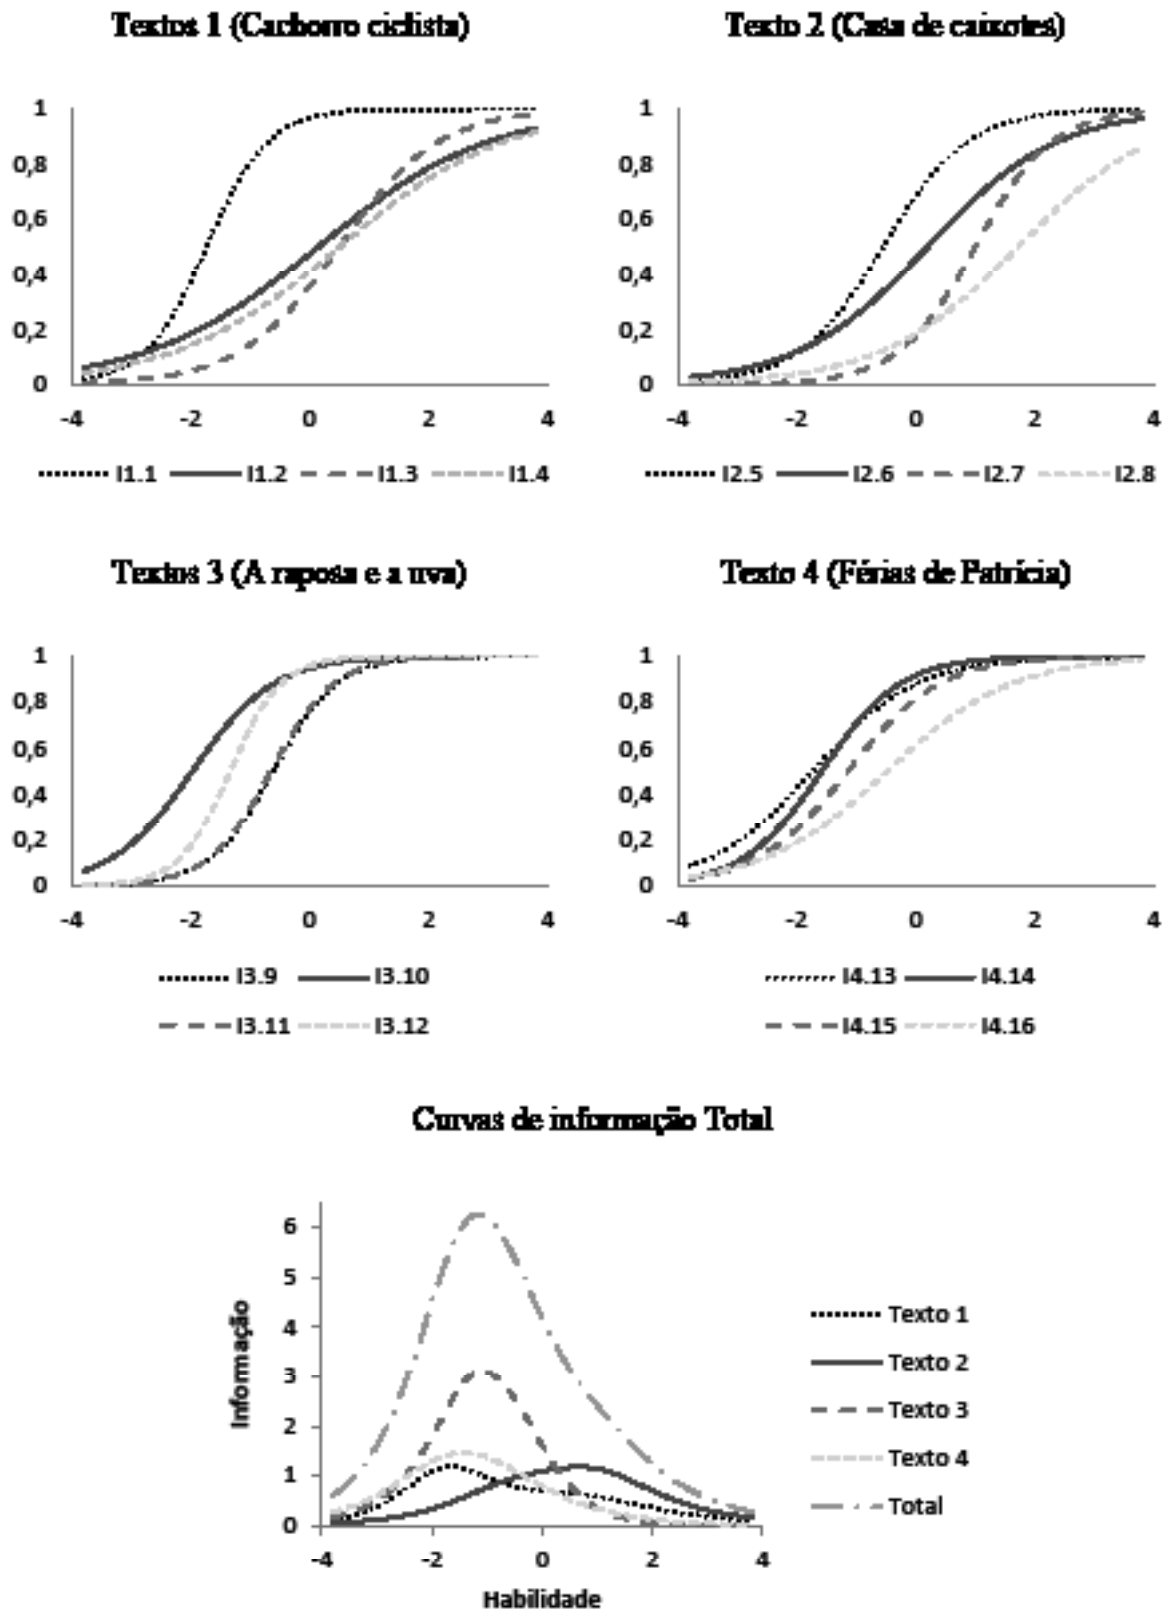 Textos 1 (Cachorro ciclista)
Texto 2 (Casa de caixotes)
1
0,8
0,6
0,4
0,2
0
-4 -2 0 2 4
I1.1 I1.2 I1.3 I1.4
1
0,8
0,6
0,4
0,2
0
-4 -2 0 2 4
I2.5 I2.6 I2.7 I2.8
Textos 3 (A raposa e a uva)
Texto 4 (Férias de Patrícia)
1
0,8
0,6
0,4
0,2
0
-4 -2 0 2 4
I3.9 I3.10
I3.11 I3.12
1
0,8
0,6
0,4
0,2
0
-4 -2 0 2 4
I4.13 I4.14
I4.15 I4.16
Curvas de informação Total
Informação
6
5
4
3
2
1
0
-4 -2 0 2 4
Habilidade
Texto 1
Texto 2
Texto 3
Texto 4
Total